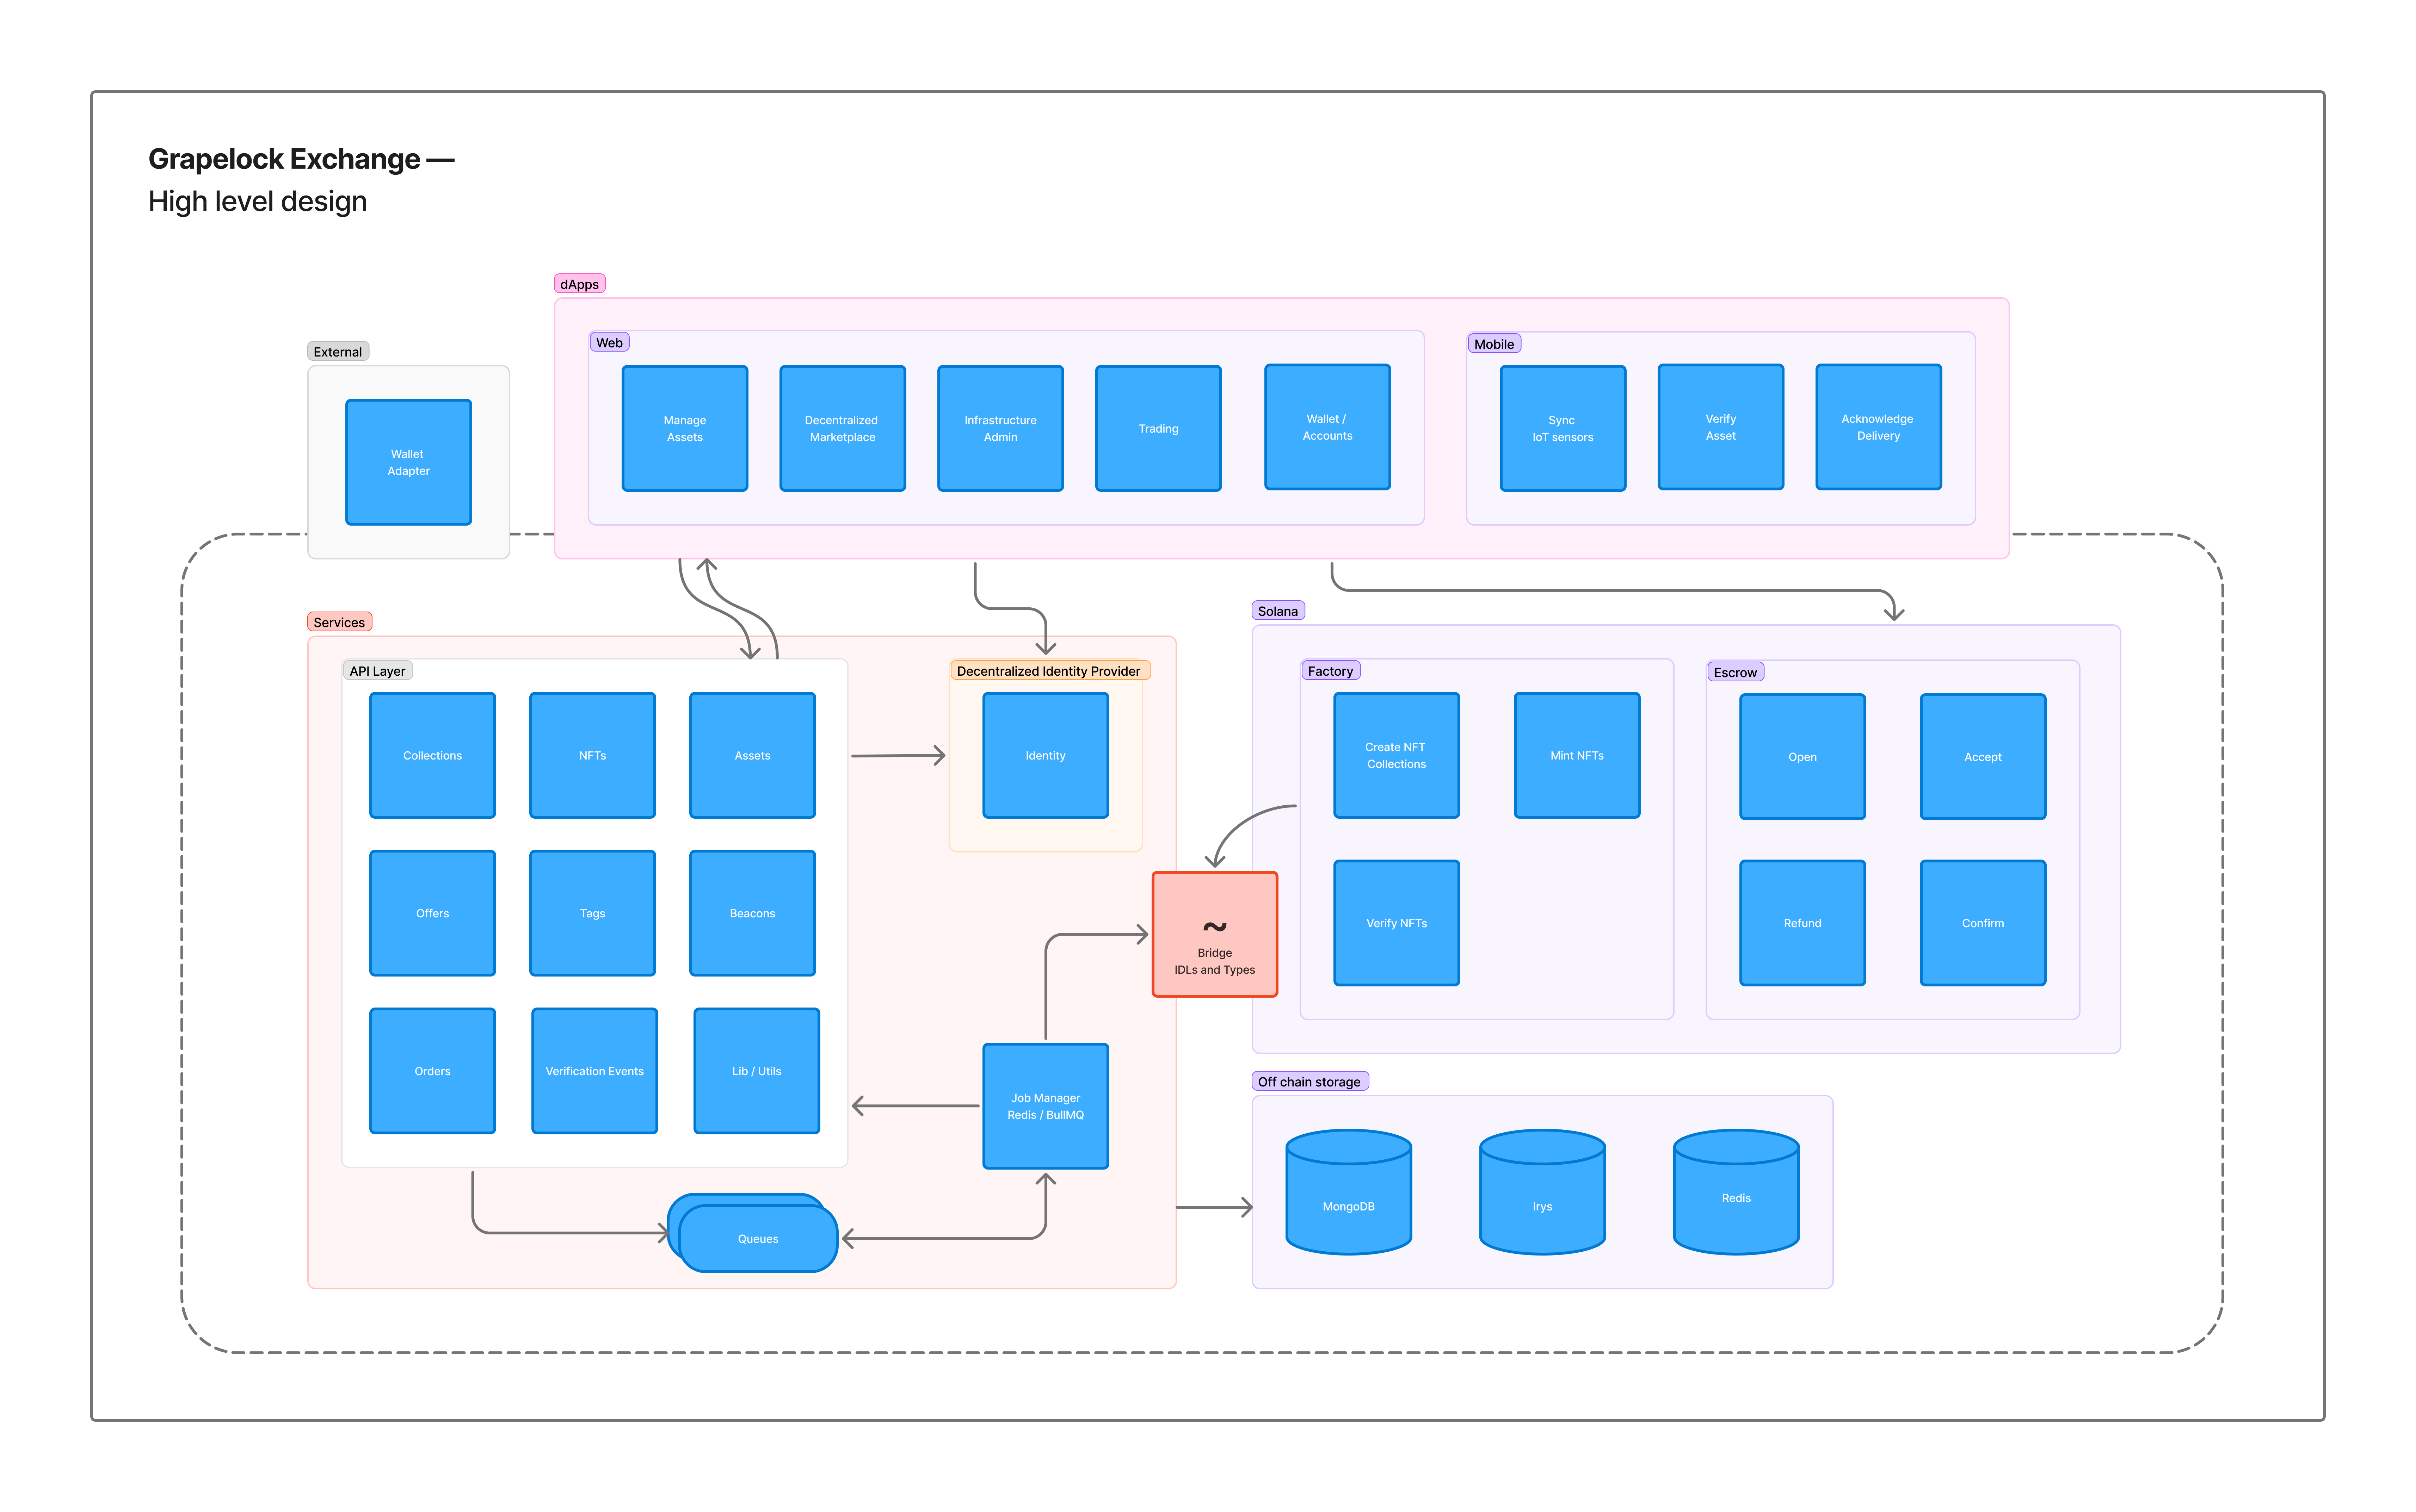 Grapelock Exchange —
High level design
dApps
External
Wallet
Adapter
Web
Manage
Assets
Decentralized
Marketplace
Infrastructure
Admin
Trading
Wallet /
Accounts
Mobile
Sync
IoT sensors
Verify
Asset
Acknowledge
Delivery
Services
API Layer
Collections
NFTs
Assets
Offers
Tags
Beacons
Orders
Verification Events
Lib / Utils
Decentralized Identity Provider
Identity
Job Manager
Redis / BullMQ
Queues
~
Bridge
IDLs and Types
Solana
Factory
Create NFT
Collections
Mint NFTs
Verify NFTs
Escrow
Open
Accept
Refund
Confirm
Off chain storage
MongoDB
Irys
Redis